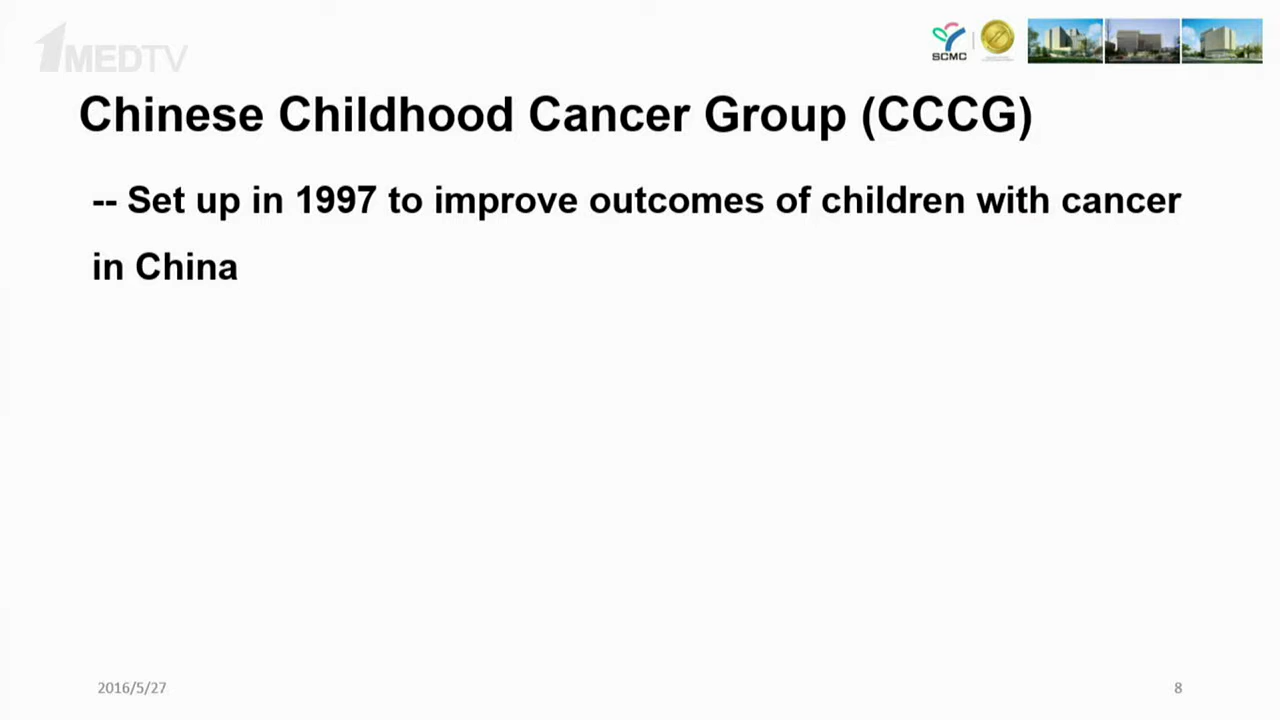 1MEDTV
SCMC
Chinese Childhood Cancer Group (CCCG)
-- Set up in 1997 to improve outcomes of children with cancer
in China
2016/5/27
8